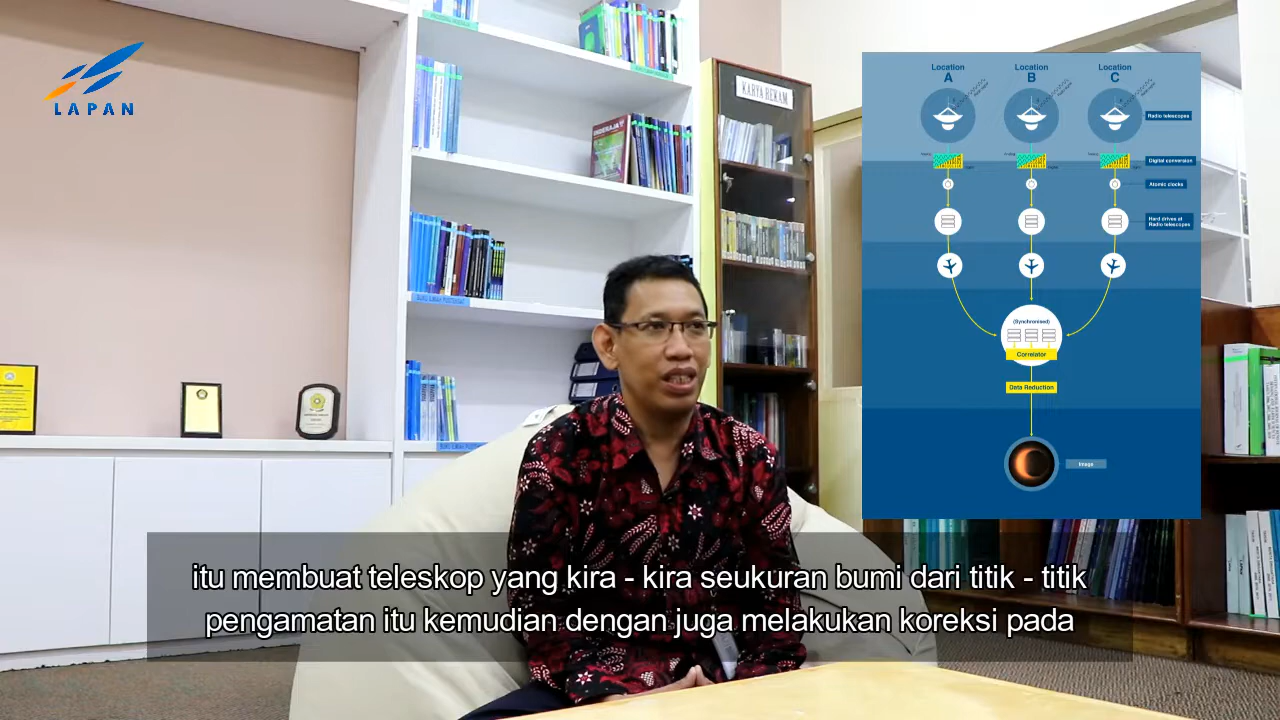 LAPAN
KARYA REKAM
Location
A
Location
B
Location
C
Radio telescopes
Digital conversion
Atomic clocks
Hard drives at
Radio telescopes
(Synchronised)
Correlator
Data Reduction
Image
itu membuat teleskop yang kira - kira seukuran bumi dari titik - titik
pengamatan itu kemudian dengan juga melakukan koreksi pada